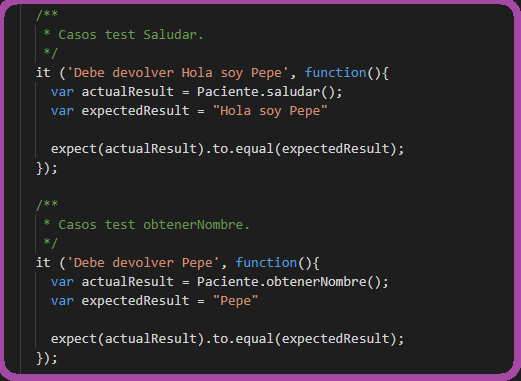 /**
 * Casos test Saludar.
 */
it ('Debe devolver Hola soy Pepe', function(){
  var actualResult = Paciente.saludar();
  var expectedResult = "Hola soy Pepe"

  expect(actualResult).to.equal(expectedResult);
});

/**
 * Casos test obtenerNombre.
 */
it ('Debe devolver Pepe', function(){
  var actualResult = Paciente.obtenerNombre();
  var expectedResult = "Pepe"

  expect(actualResult).to.equal(expectedResult);
});